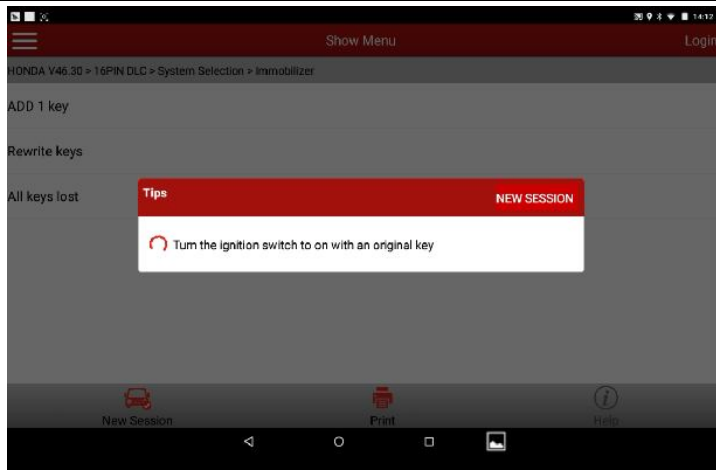 14:12
Show Menu
Login
HONDA V46.30 > 16PIN DLC > System Selection > Immobilizer
ADD 1 key
Rewrite keys
All keys lost
Tips
NEW SESSION
Turn the ignition switch to on with an original key
New Session
Print
Help